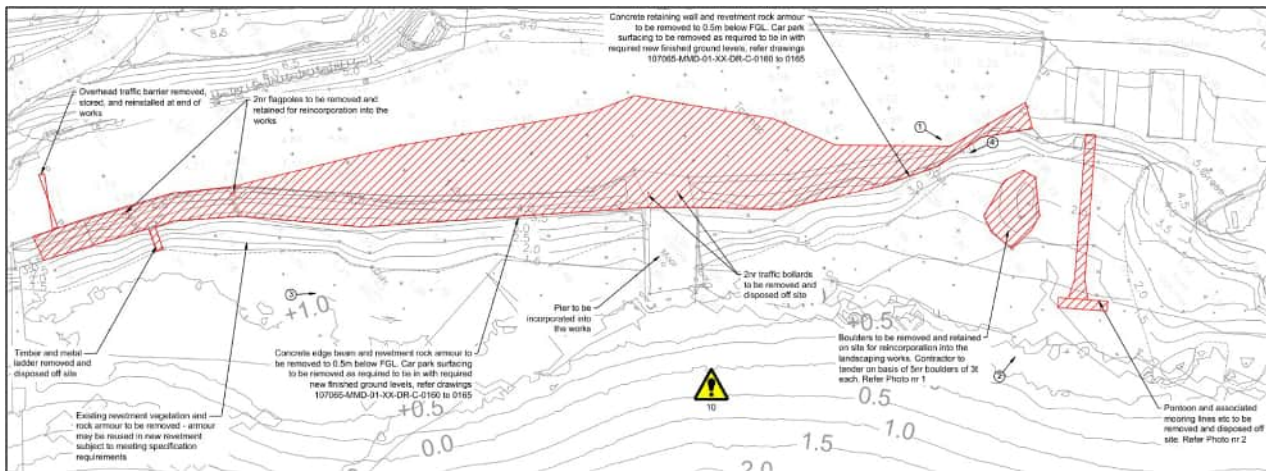 Concrete retaining wall and revetment rock armour
to be removed to 0.5m below FGL. Car park
surfacing to be removed as required to tie in with
required new finished ground levels, refer drawings
107065-MMD-01-XX-DR-C-0160 to 0165
Overhead traffic barrier removed,
stored, and reinstalled at end of
works
2nr flagpoles to be removed and
retained for reincorporation into the
works
1
4
3
+1.0
Pier to be
incorporated into
the works
2nr traffic bollards
to be removed and
disposed off site
Timber and metal
ladder removed and
disposed off site
Concrete edge beam and revetment rock armour to
be removed to 0.5m below FGL. Car park surfacing
to be removed as required to tie in with required
new finished ground levels, refer drawings
107065-MMD-01-XX-DR-C-0160 to 0165
Existing revetment vegetation and
rock armour to be removed - armour
may be reused in new revetment
subject to meeting specification
requirements
+0.5
Boulders to be removed and retained
on site for reincorporation into the
landscaping works. Contractor to
tender on basis of 5nr boulders of 3t
each. Refer Photo nr 1
2
10
+0.5
0.5
0.0
1.0
1.5
2.0
Pontoon and associated
mooring lines etc to be
removed and disposed off
site. Refer Photo nr 2